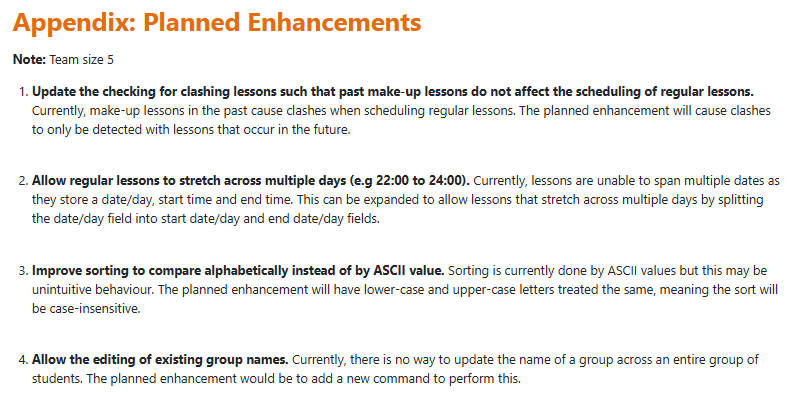 Appendix: Planned Enhancements
Note: Team size 5
1. Update the checking for clashing lessons such that past make-up lessons do not affect the scheduling of regular lessons.
Currently, make-up lessons in the past cause clashes when scheduling regular lessons. The planned enhancement will cause clashes
to only be detected with lessons that occur in the future.
2. Allow regular lessons to stretch across multiple days (e.g 22:00 to 24:00). Currently, lessons are unable to span multiple dates as
they store a date/day, start time and end time. This can be expanded to allow lessons that stretch across multiple days by splitting
the date/day field into start date/day and end date/day fields.
3. Improve sorting to compare alphabetically instead of by ASCII value. Sorting is currently done by ASCII values but this may be
unintuitive behaviour. The planned enhancement will have lower-case and upper-case letters treated the same, meaning the sort will
be case-insensitive.
4. Allow the editing of existing group names. Currently, there is no way to update the name of a group across an entire group of
students. The planned enhancement would be to add a new command to perform this.